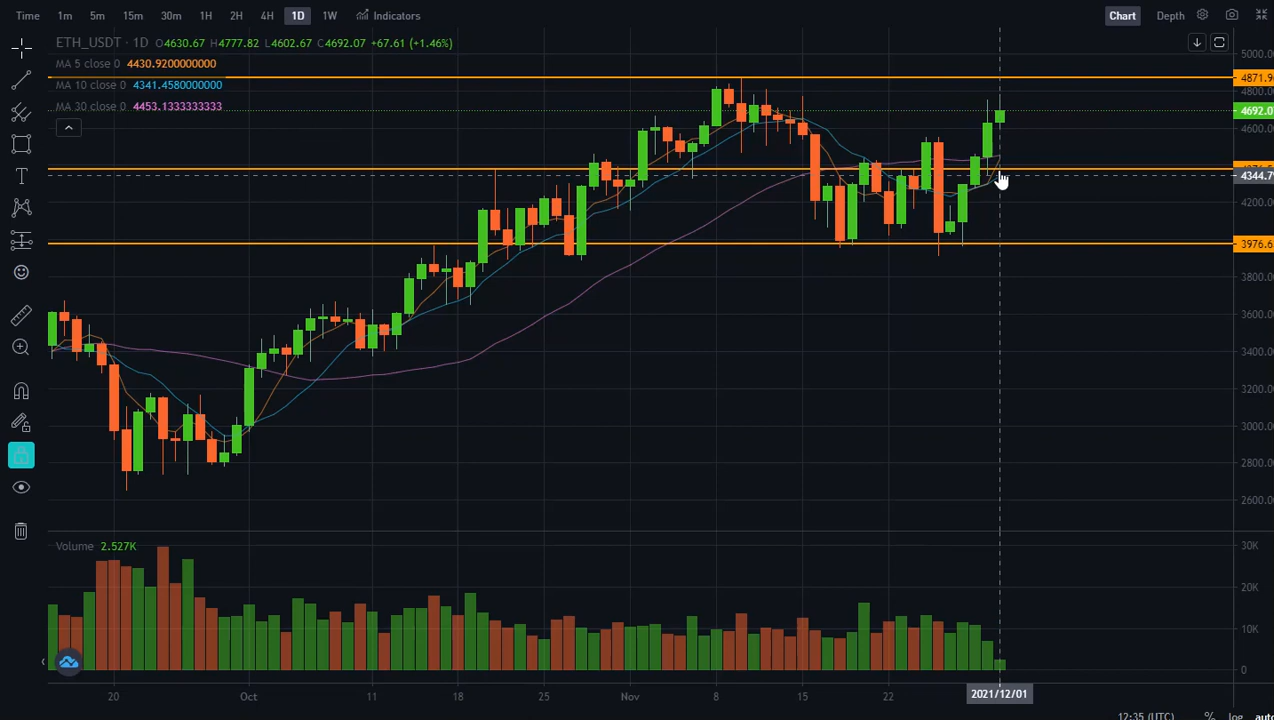 Time 1m 5m 15m 30m 1H 2H 4H 1D 1W Indicators Chart Depth
ETH_USDT · 1D O4630.67 H4777.82 L4602.67 C4692.07 +67.61 (+1.46%)
MA 5 close 0 4430.9200000000
MA 10 close 0 4341.4580000000
MA 30 close 0 4453.1333333333
5000.0
4871.9
4800.0
4692.0
4600.0
4344.7
4200.0
3976.6
3800.0
3600.0
3400.0
3200.0
3000.0
2800.0
2600.0
Volume 2.527K
30K
20K
10K
0
20 Oct 11 18 25 Nov 8 15 22 2021/12/01
12:35 (UTC) % log auto